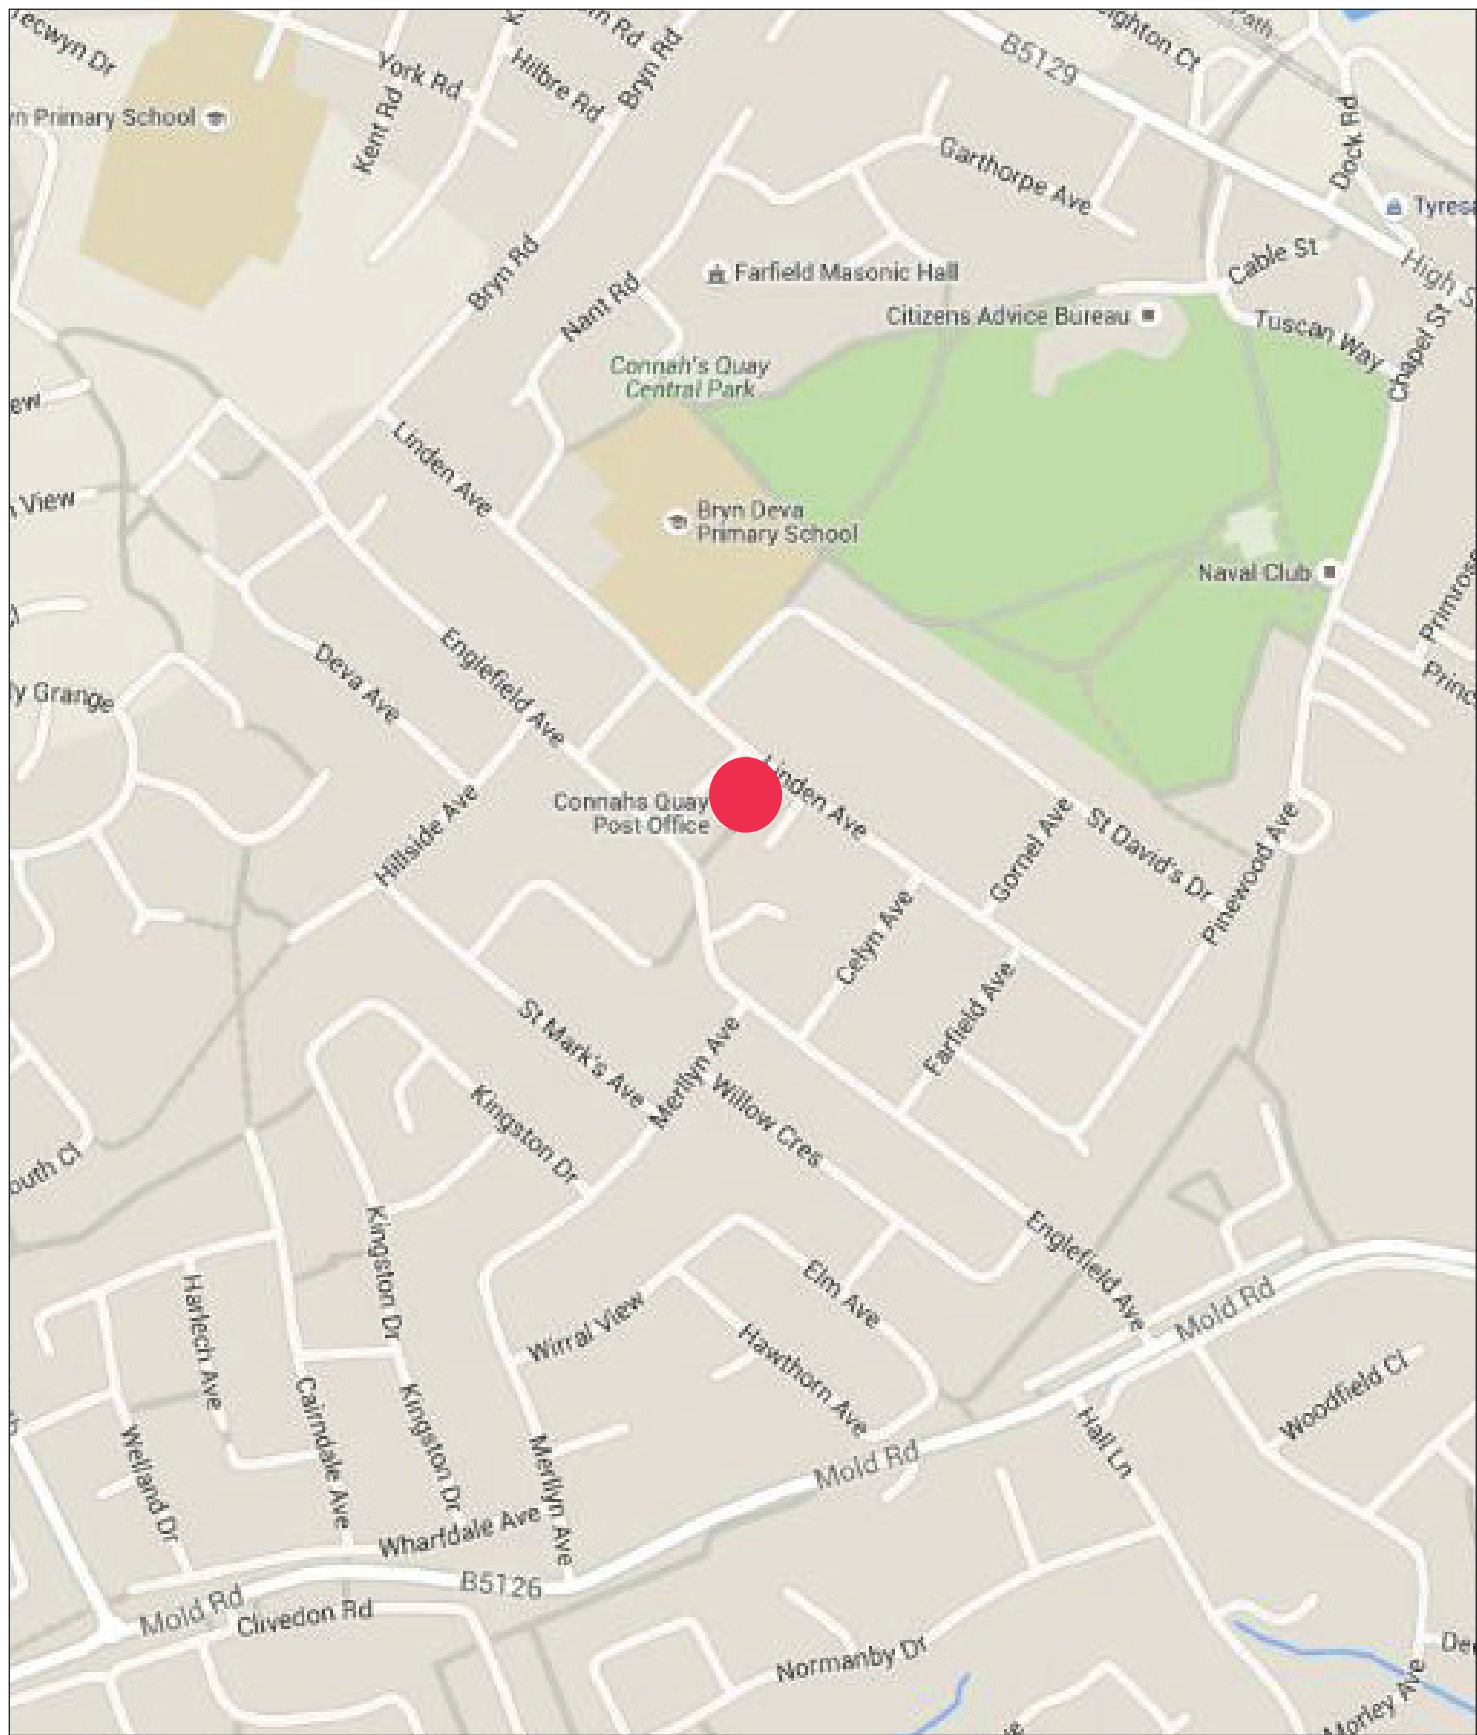 York Rd
Hilbre Rd
Bryn Rd
B5129
Kent Rd
Dock Rd
Primary School
Garthorpe Ave
Bryn Rd
Nant Rd
Farfield Masonic Hall
Cable St
High S
Citizens Advice Bureau
Tuscan Way
Chapel St
Connah's Quay
Central Park
Linden Ave
View
Bryn Deva
Primary School
Naval Club
Deva Ave
Englefield Ave
Grange
Linden Ave
Connahs Quay
Post Office
Hillside Ave
Gornel Ave
St David's Dr
Pinewood Ave
Celyn Ave
Farfield Ave
St Mark's Ave
Merllyn Ave
Willow Cres
Kingston Dr
Kingston Dr
Englefield Ave
Elm Ave
Mold Rd
Harlech Ave
Wirral View
Hawthorn Ave
Woodfield Cl
Cairndale Ave
Kingston Dr
Hall Ln
Welland Dr
Merllyn Ave
Mold Rd
Wharfdale Ave
B5126
Mold Rd
Clivedon Rd
Normanby Dr
Morley Ave